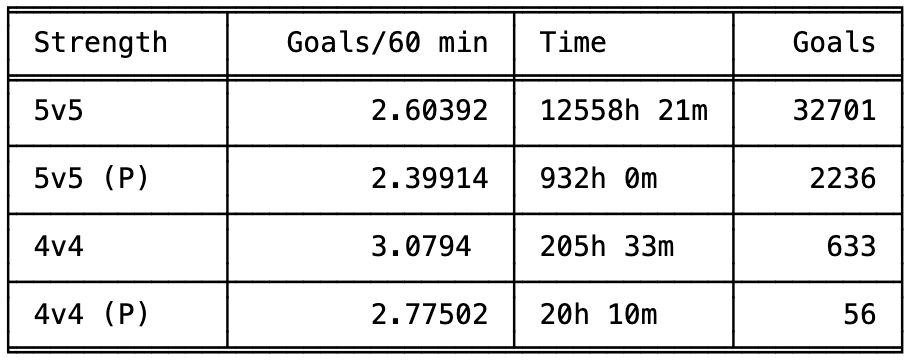 Strength Goals/60 min Time Goals
5v5 2.60392 12558h 21m 32701
5v5 (P) 2.39914 932h 0m 2236
4v4 3.0794 205h 33m 633
4v4 (P) 2.77502 20h 10m 56